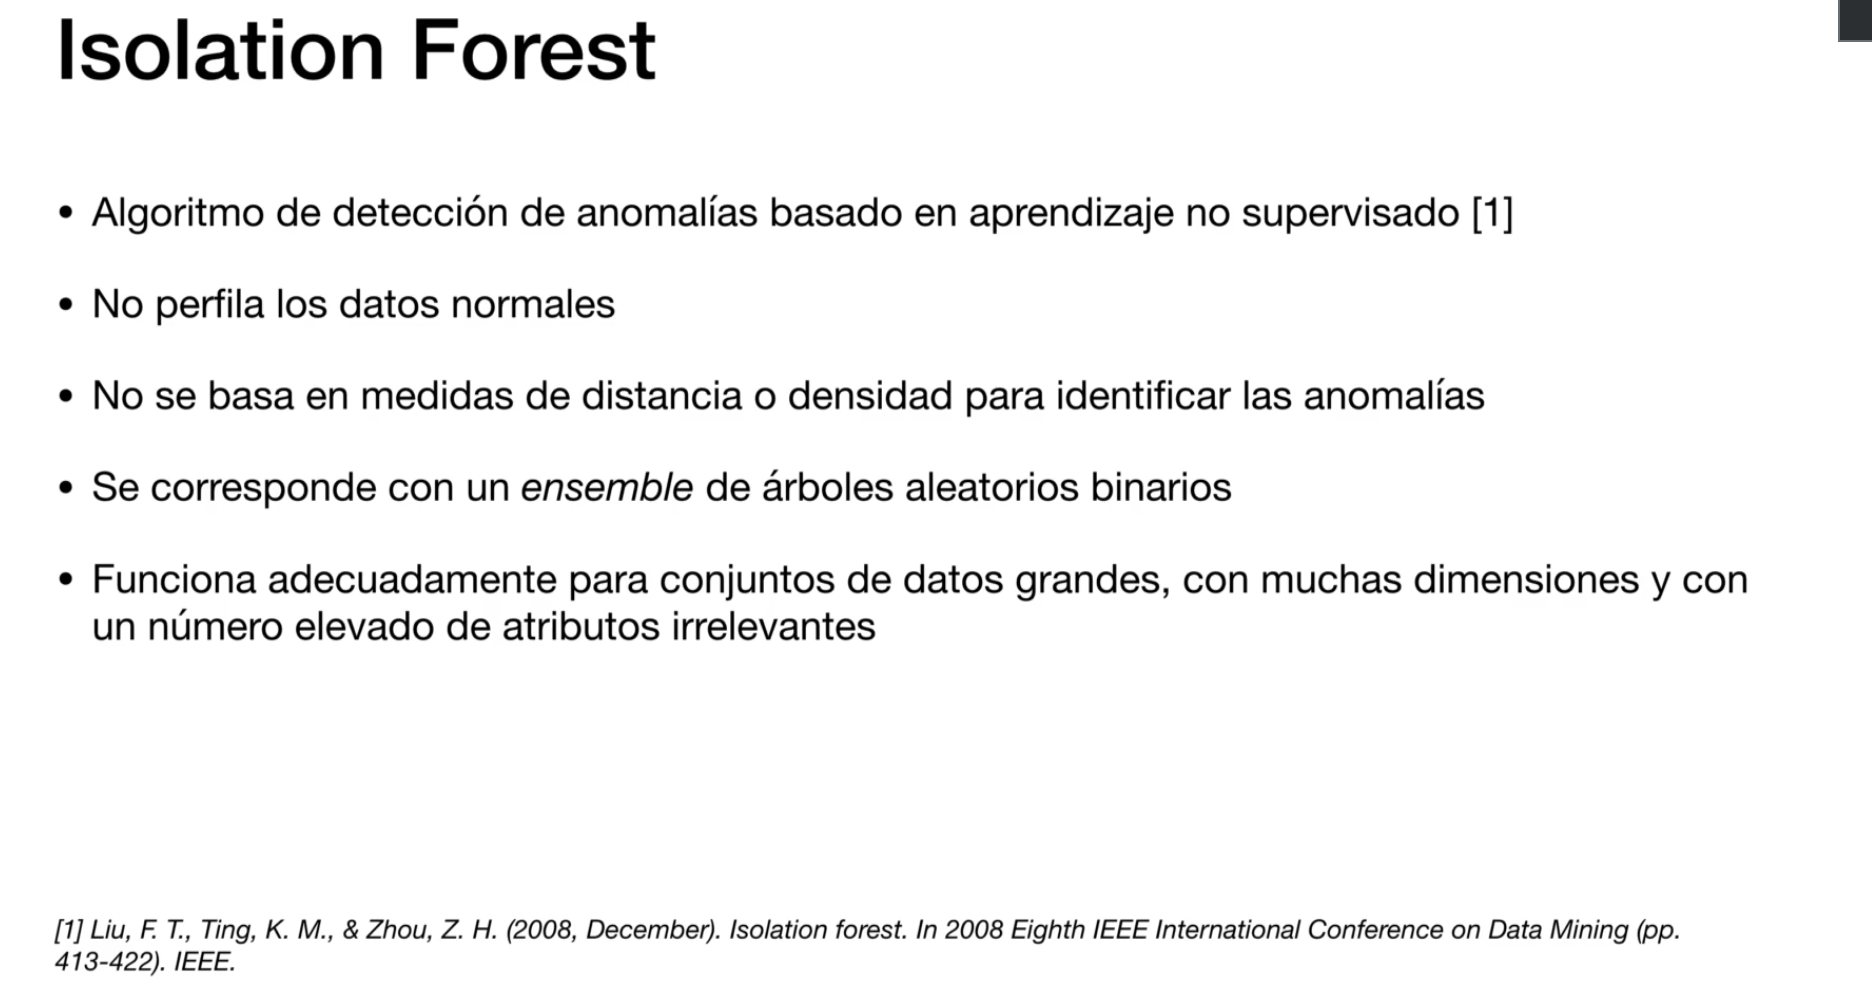 Isolation Forest
• Algoritmo de detección de anomalías basado en aprendizaje no supervisado [1]
• No perfila los datos normales
• No se basa en medidas de distancia o densidad para identificar las anomalías
• Se corresponde con un ensemble de árboles aleatorios binarios
• Funciona adecuadamente para conjuntos de datos grandes, con muchas dimensiones y con
un número elevado de atributos irrelevantes
[1] Liu, F. T., Ting, K. M., & Zhou, Z. H. (2008, December). Isolation forest. In 2008 Eighth IEEE International Conference on Data Mining (pp.
413-422). IEEE.